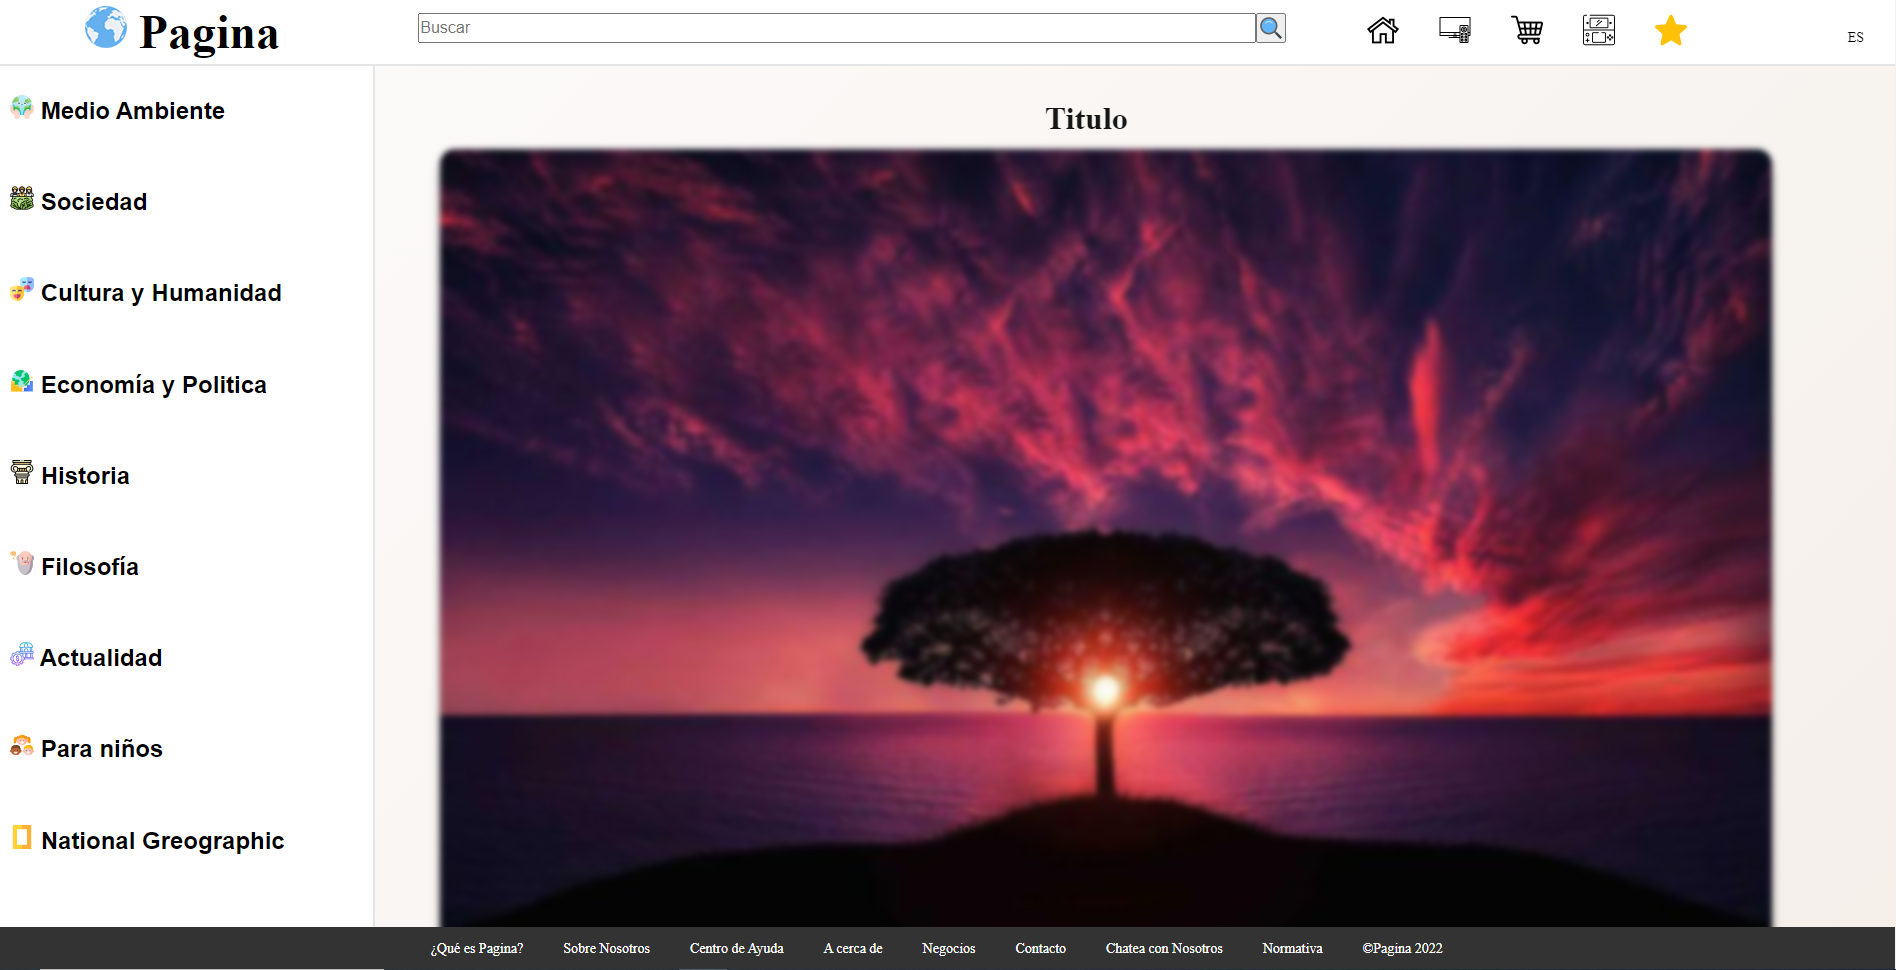 Pagina
Buscar
ES
Medio Ambiente
Sociedad
Cultura y Humanidad
Economía y Politica
Historia
Filosofía
Actualidad
Para niños
National Greographic
Titulo
¿Qué es Pagina? Sobre Nosotros Centro de Ayuda A cerca de Negocios Contacto Chatea con Nosotros Normativa ©Pagina 2022